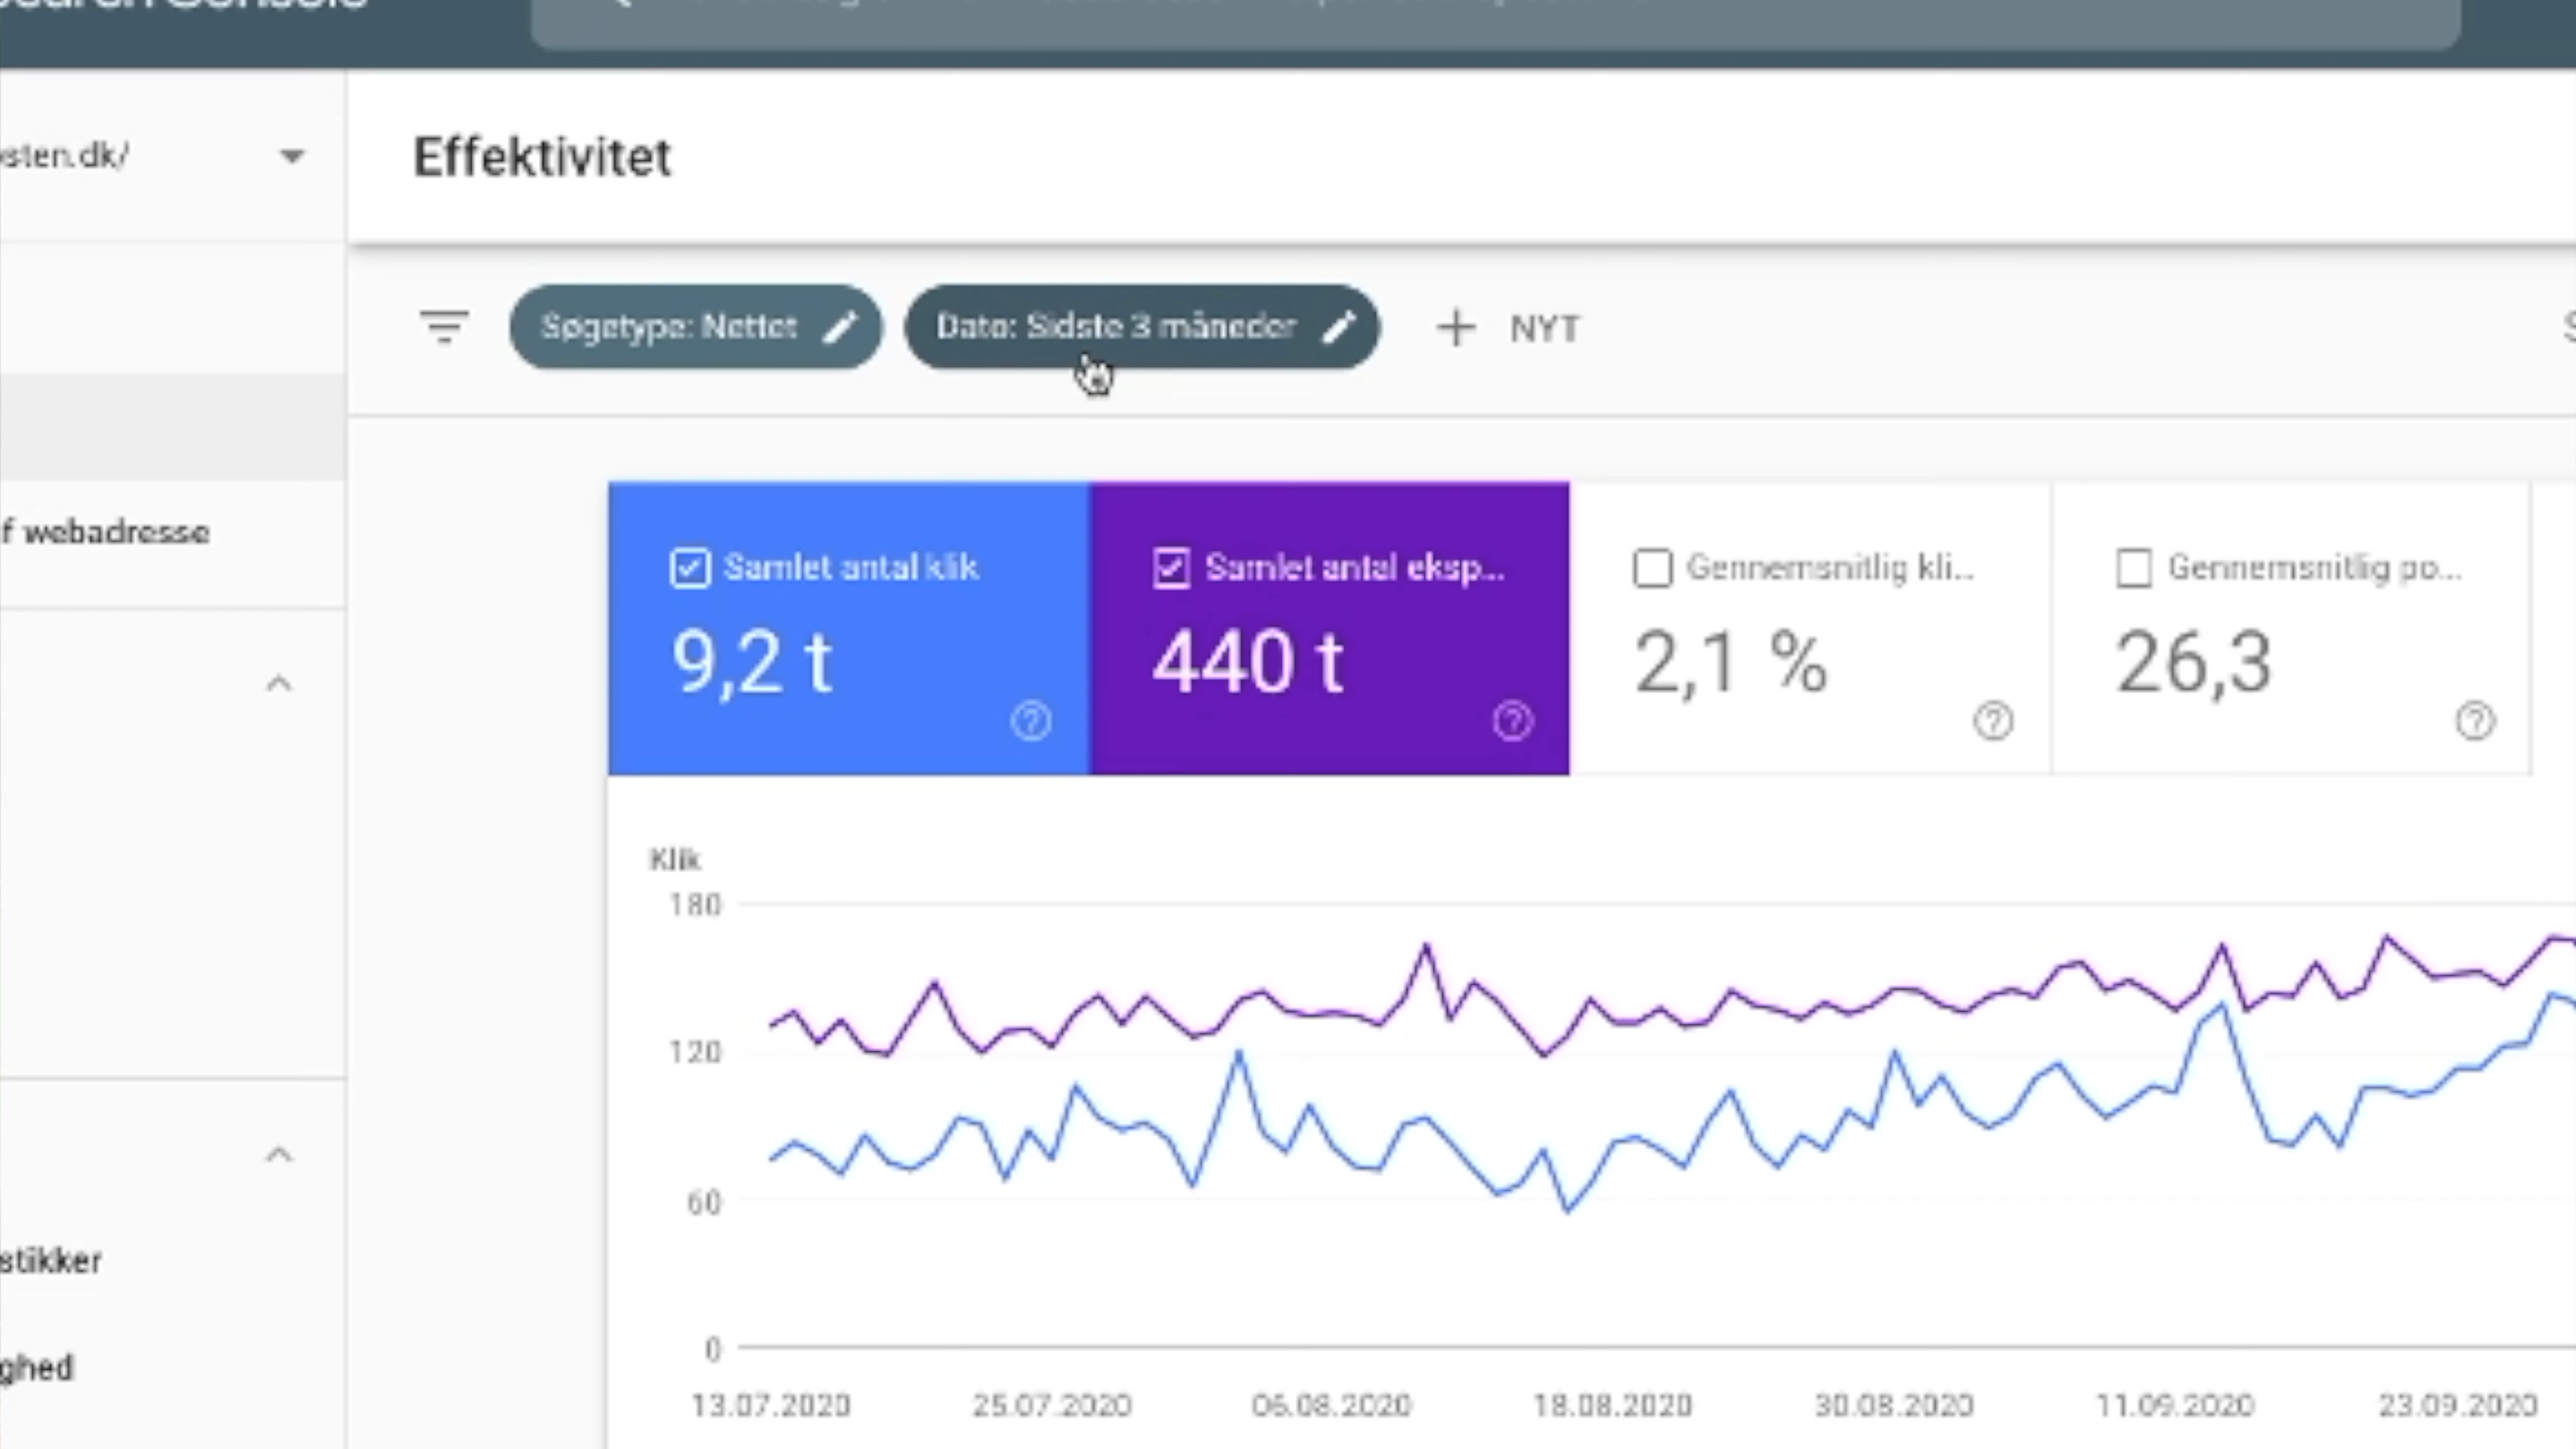 Search Console
sten.dk/
Effektivitet
Søgetype: Nettet
Dato: Sidste 3 måneder
NYT
f webadresse
Samlet antal klik
9,2 t
Samlet antal eksp...
440 t
Gennemsnitlig kli...
2,1 %
Gennemsnitlig po...
26,3
Klik
180
120
60
0
13.07.2020
25.07.2020
06.08.2020
18.08.2020
30.08.2020
11.09.2020
23.09.2020
stikker
ghed